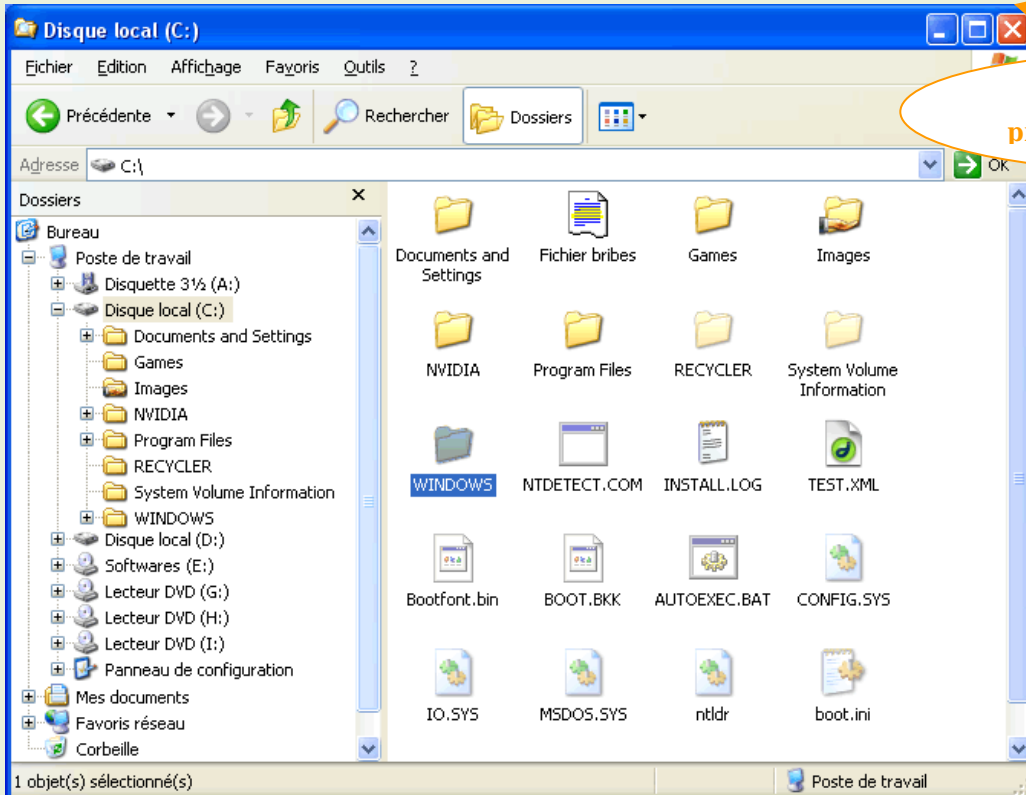 Disque local (C:)
Fichier Edition Affichage Favoris Outils ?
Précédente Rechercher Dossiers
Adresse C:\ OK
Dossiers
Bureau
Poste de travail
Disquette 3½ (A:)
Disque local (C:)
Documents and Settings
Games
Images
NVIDIA
Program Files
RECYCLER
System Volume Information
WINDOWS
Disque local (D:)
Softwares (E:)
Lecteur DVD (G:)
Lecteur DVD (H:)
Lecteur DVD (I:)
Panneau de configuration
Mes documents
Favoris réseau
Corbeille
Documents and Settings
Fichier bribes
Games
Images
NVIDIA
Program Files
RECYCLER
System Volume
Information
WINDOWS
NTDETECT.COM
INSTALL.LOG
TEST.XML
Bootfont.bin
BOOT.BKK
AUTOEXEC.BAT
CONFIG.SYS
IO.SYS
MSDOS.SYS
ntldr
boot.ini
1 objet(s) sélectionné(s)
Poste de travail